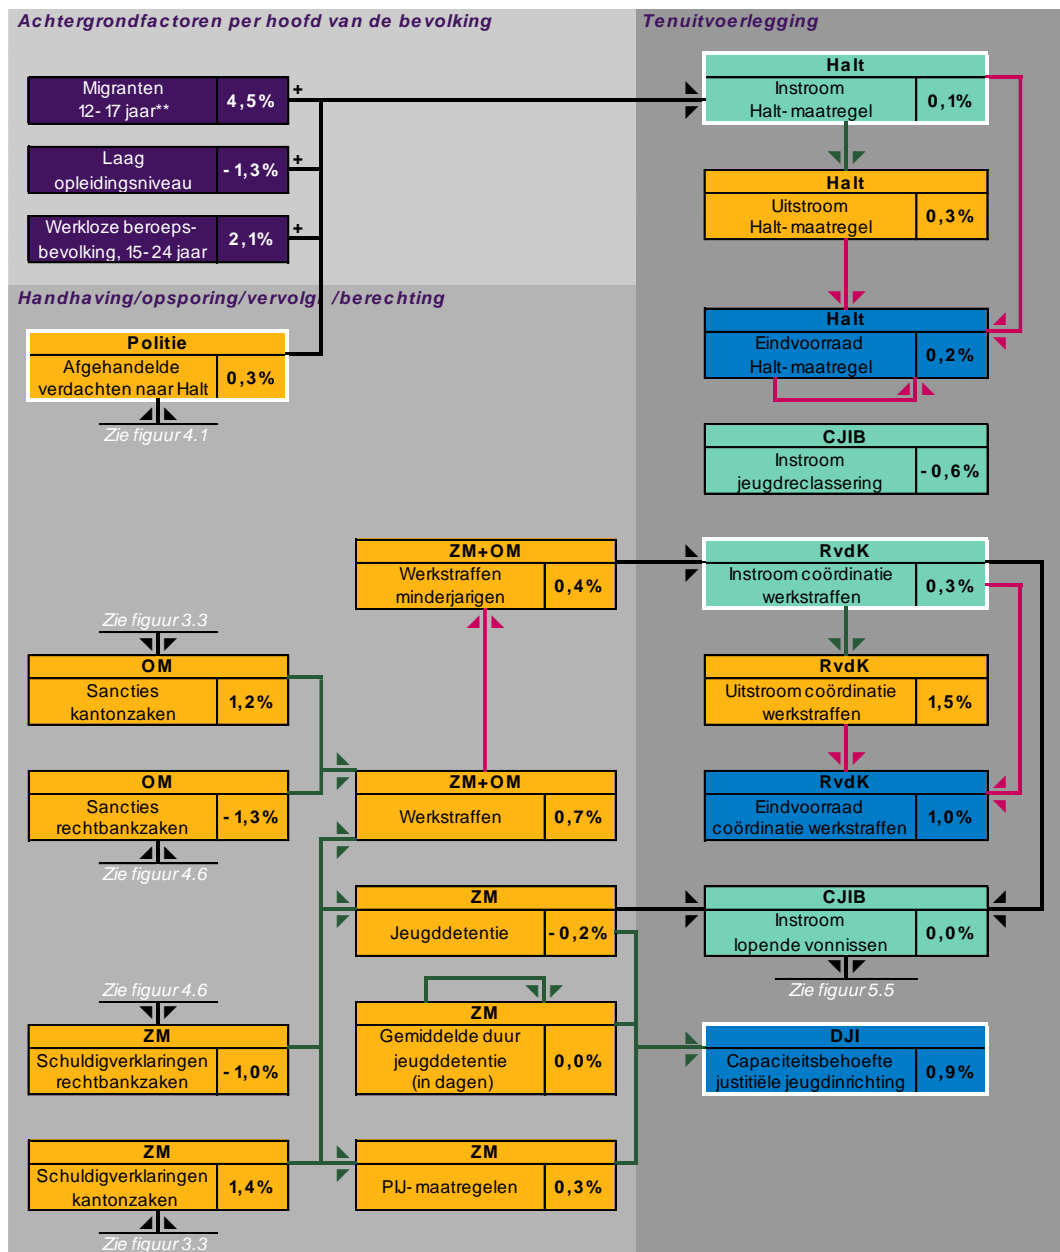 Achtergrondfactoren per hoofd van de bevolking
Migranten
12-17 jaar**
4,5%
+
Laag
opleidingsniveau
-1,3%
+
Werkloze beroeps-
bevolking, 15-24 jaar
2,1%
+
Handhaving/opsporing/vervolgi /berechting
Politie
Afgehandelde
verdachten naar Halt
0,3%
Zie figuur 4.1
ZM+OM
Werkstraffen
minderjarigen
0,4%
Zie figuur 3.3
OM
Sancties
kantonzaken
1,2%
OM
Sancties
rechtbankzaken
-1,3%
Zie figuur 4.6
ZM+OM
Werkstraffen
0,7%
ZM
Jeugddetentie
-0,2%
Zie figuur 4.6
ZM
Schuldigverklaringen
rechtbankzaken
-1,0%
ZM
Gemiddelde duur
jeugddetentie
(in dagen)
0,0%
ZM
Schuldigverklaringen
kantonzaken
1,4%
Zie figuur 3.3
ZM
PIJ-maatregelen
0,3%
Tenuitvoerlegging
Halt
Instroom
Halt-maatregel
0,1%
Halt
Uitstroom
Halt-maatregel
0,3%
Halt
Eindvoorraad
Halt-maatregel
0,2%
CJIB
Instroom
jeugdreclassering
-0,6%
RvdK
Instroom coördinatie
werkstraffen
0,3%
RvdK
Uitstroom coördinatie
werkstraffen
1,5%
RvdK
Eindvoorraad
coördinatie werkstraffen
1,0%
CJIB
Instroom
lopende vonnissen
0,0%
Zie figuur 5.5
DJI
Capaciteitsbehoefte
justitiële jeugdinrichting
0,9%